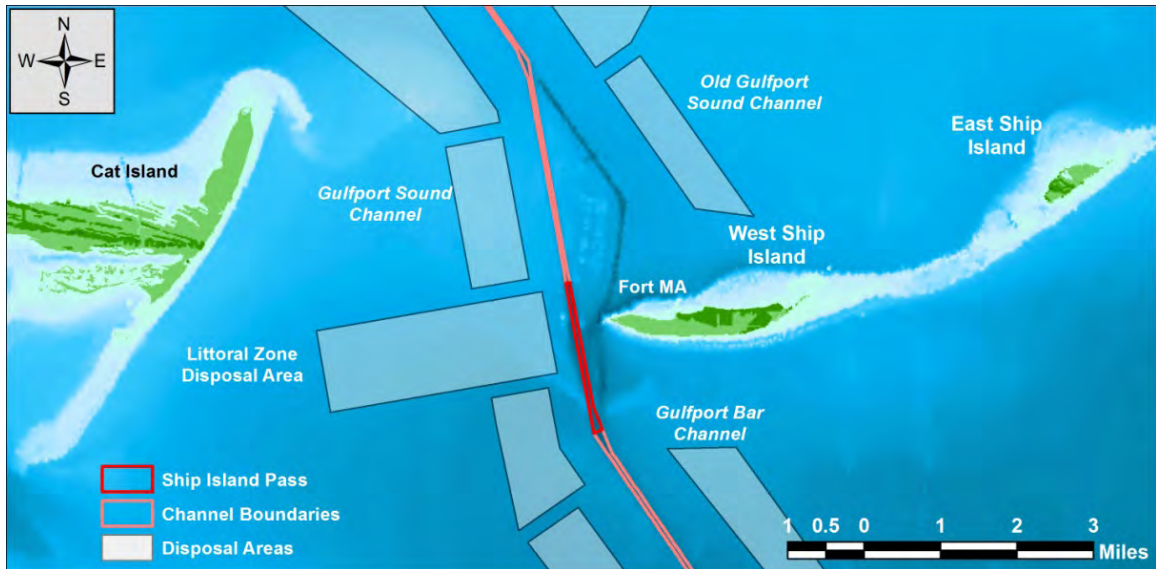 N
W E
S
Old Gulfport
Sound Channel
East Ship
Island
Cat Island
Gulfport Sound
Channel
West Ship
Island
Fort MA
Littoral Zone
Disposal Area
Gulfport Bar
Channel
Ship Island Pass
Channel Boundaries
Disposal Areas
1 0.5 0 1 2 3
Miles